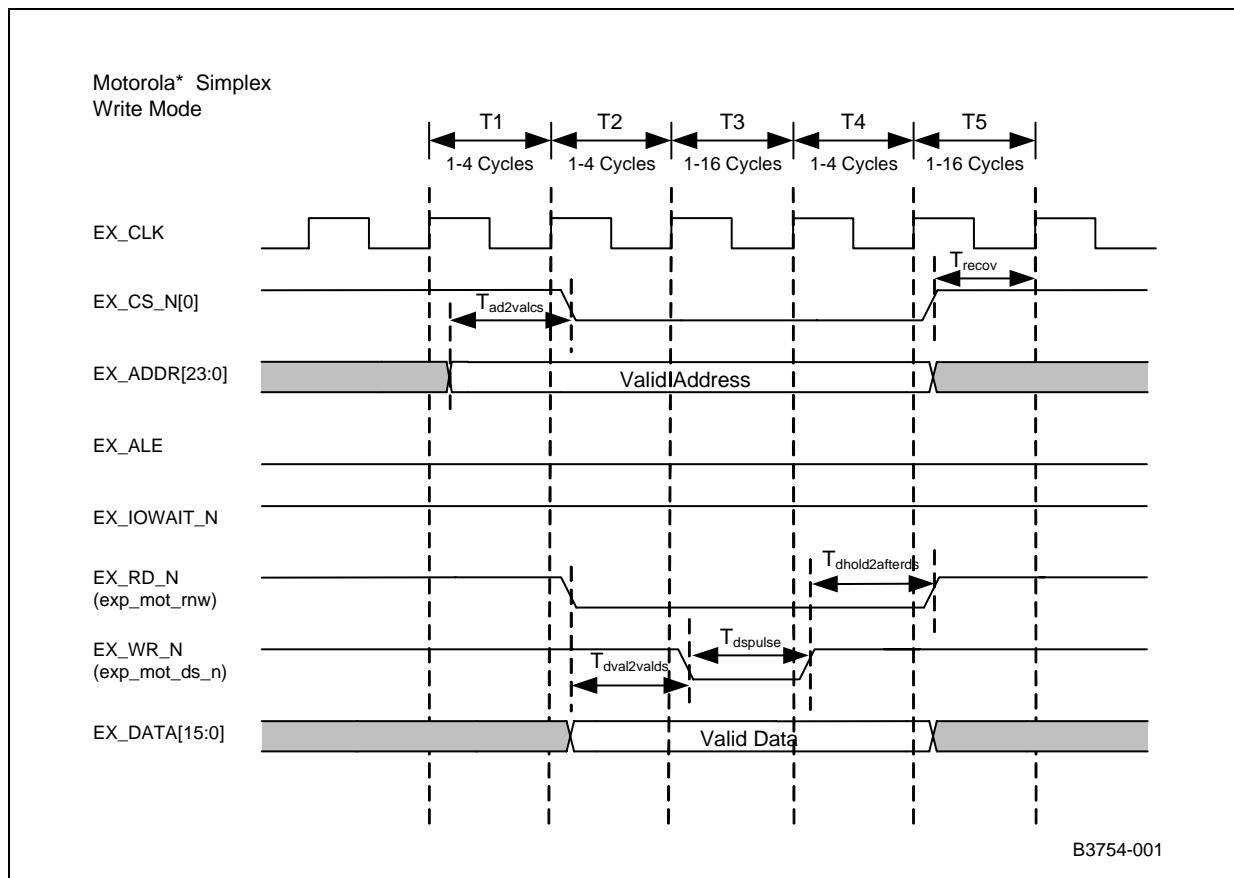 Motorola* Simplex
Write Mode
T1 T2 T3 T4 T5
1-4 Cycles 1-4 Cycles 1-16 Cycles 1-4 Cycles 1-16 Cycles
EX_CLK
Trecov
EX_CS_N[0]
Tad2valcs
EX_ADDR[23:0]
Valid Address
EX_ALE
EX_IOWAIT_N
Tdhold2afterds
EX_RD_N
(exp_mot_rnw)
EX_WR_N
(exp_mot_ds_n)
Tdspulse
Tdval2valds
EX_DATA[15:0]
Valid Data
B3754-001